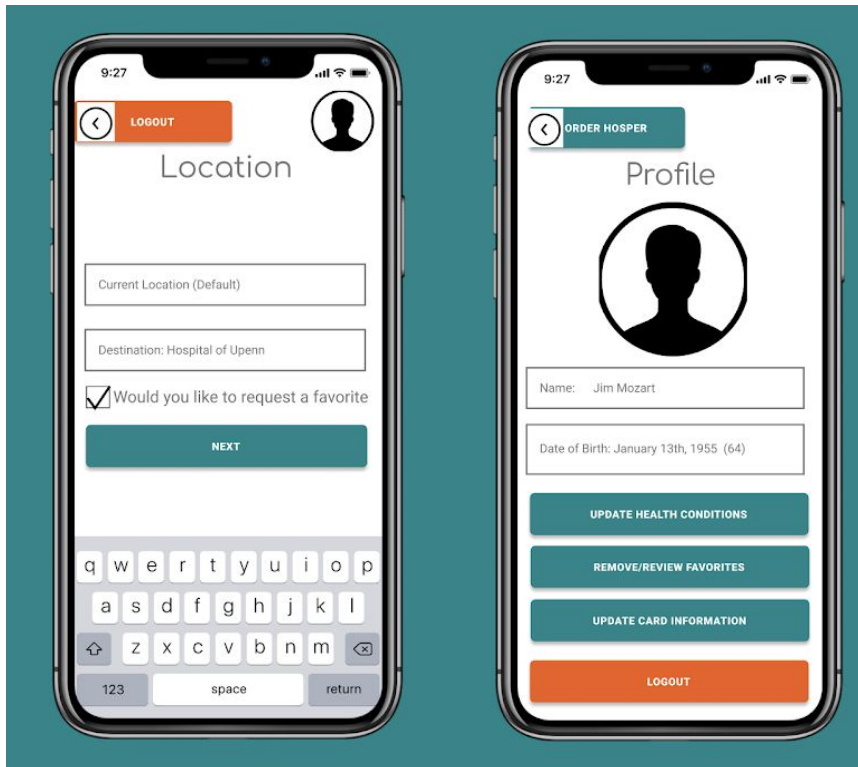 9:27
LOGOUT
Location
Current Location (Default)
Destination: Hospital of Upenn
Would you like to request a favorite
NEXT
q w e r t y u i o p
a s d f g h j k l
z x c v b n m
123 space return
9:27
ORDER HOSPER
Profile
Name: Jim Mozart
Date of Birth: January 13th, 1955 (64)
UPDATE HEALTH CONDITIONS
REMOVE/REVIEW FAVORITES
UPDATE CARD INFORMATION
LOGOUT